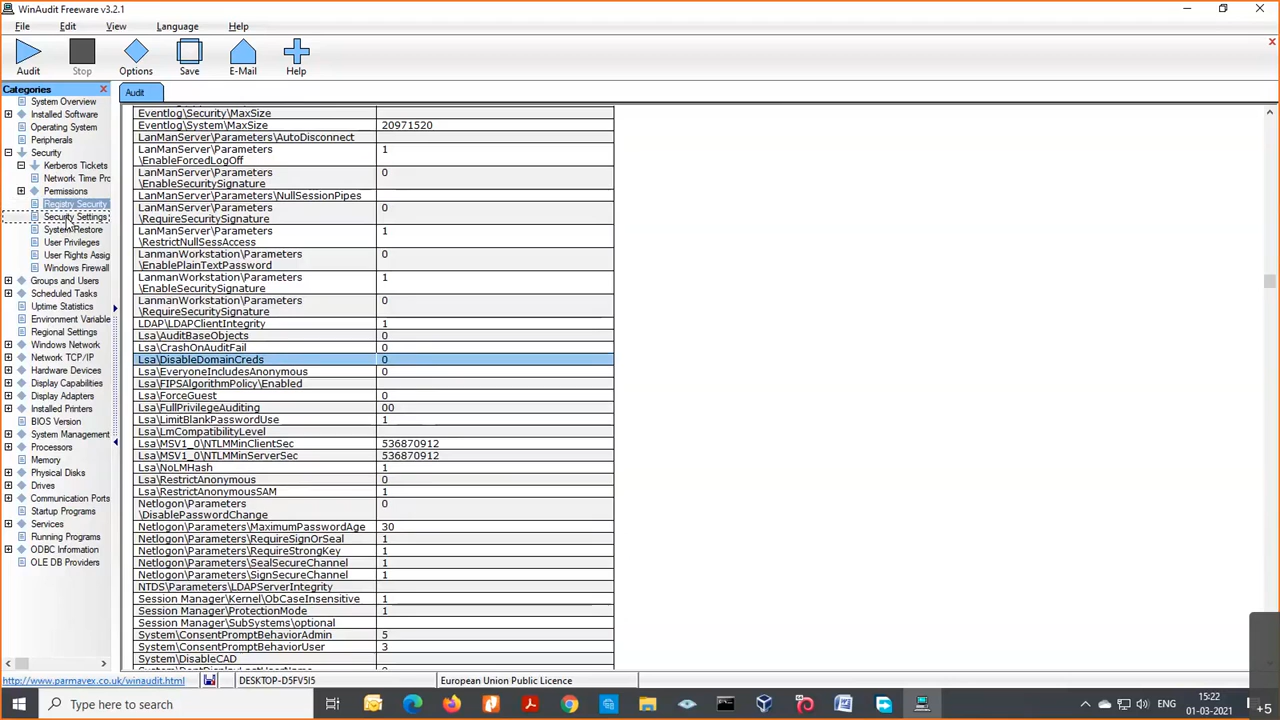 WinAudit Freeware v3.2.1
File Edit View Language Help
Audit Stop Options Save E-Mail Help
Categories
System Overview
Installed Software
Operating System
Peripherals
Security
Kerberos Tickets
Network Time Prc
Permissions
Registry Security
Security Settings
System Restore
User Privileges
User Rights Assig
Windows Firewall
Groups and Users
Scheduled Tasks
Uptime Statistics
Environment Variable
Regional Settings
Windows Network
Network TCP/IP
Hardware Devices
Display Capabilities
Display Adapters
Installed Printers
BIOS Version
System Management
Processors
Memory
Physical Disks
Drives
Communication Ports
Startup Programs
Services
Running Programs
ODBC Information
OLE DB Providers
Audit
Eventlog\Security\MaxSize
Eventlog\System\MaxSize 20971520
LanManServer\Parameters\AutoDisconnect
LanManServer\Parameters 1
\EnableForcedLogOff
LanManServer\Parameters 0
\EnableSecuritySignature
LanManServer\Parameters\NullSessionPipes
LanManServer\Parameters 0
\RequireSecuritySignature
LanManServer\Parameters 1
\RestrictNullSessAccess
LanmanWorkstation\Parameters 0
\EnablePlainTextPassword
LanmanWorkstation\Parameters 1
\EnableSecuritySignature
LanmanWorkstation\Parameters 0
\RequireSecuritySignature
LDAP\LDAPClientIntegrity 1
Lsa\AuditBaseObjects 0
Lsa\CrashOnAuditFail 0
Lsa\DisableDomainCreds 0
Lsa\EveryoneIncludesAnonymous 0
Lsa\FIPSAlgorithmPolicy\Enabled
Lsa\ForceGuest 0
Lsa\FullPrivilegeAuditing 00
Lsa\LimitBlankPasswordUse 1
Lsa\LmCompatibilityLevel
Lsa\MSV1_0\NTLMMinClientSec 536870912
Lsa\MSV1_0\NTLMMinServerSec 536870912
Lsa\NoLMHash 1
Lsa\RestrictAnonymous 0
Lsa\RestrictAnonymousSAM 1
Netlogon\Parameters 0
\DisablePasswordChange
Netlogon\Parameters\MaximumPasswordAge 30
Netlogon\Parameters\RequireSignOrSeal 1
Netlogon\Parameters\RequireStrongKey 1
Netlogon\Parameters\SealSecureChannel 1
Netlogon\Parameters\SignSecureChannel 1
NTDS\Parameters\LDAPServerIntegrity
Session Manager\Kernel\ObCaseInsensitive 1
Session Manager\ProtectionMode 1
Session Manager\SubSystems\optional
System\ConsentPromptBehaviorAdmin 5
System\ConsentPromptBehaviorUser 3
System\DisableCAD
http://www.parmavex.co.uk/winaudit.html DESKTOP-D5FV5I5 European Union Public Licence
Type here to search
ENG
15:22
01-03-2021
+5